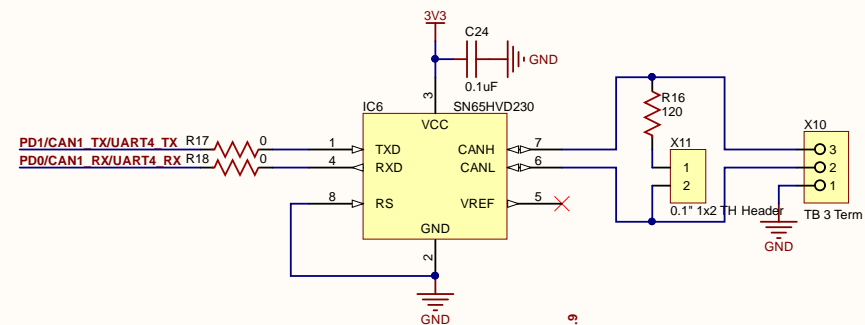 3V3
C24
GND
0.1uF
IC6
SN65HVD230
3
VCC
R16
120
X11
X10
PD1/CAN1_TX/UART4_TX R17 0 1 TXD CANH 7
PD0/CAN1_RX/UART4_RX R18 0 4 RXD CANL 6
1
2
3
2
1
8 RS VREF 5
0.1" 1x2 TH Header
TB 3 Term
GND
2
GND
GND
.9